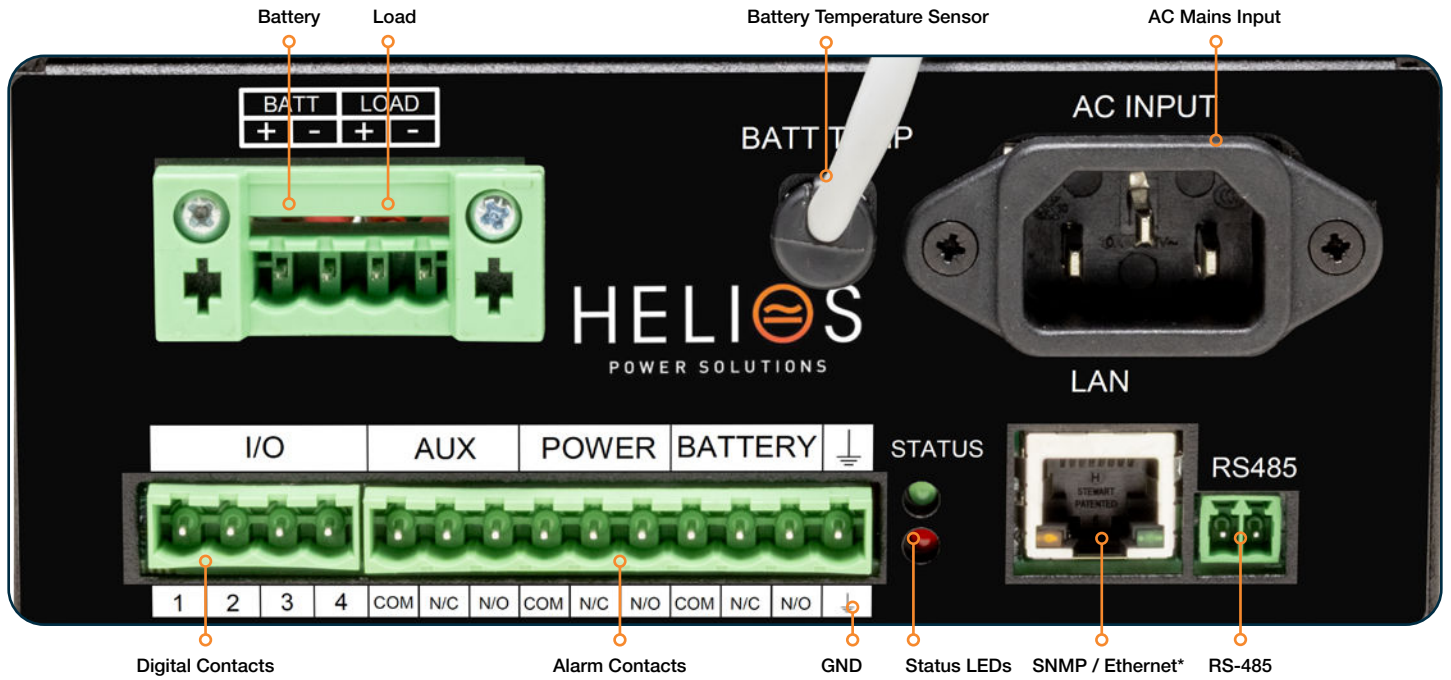 Battery Load Battery Temperature Sensor AC Mains Input
BATT LOAD
+ - + -
BATT T
P
AC INPUT
HELIOS
POWER SOLUTIONS
LAN
I/O AUX POWER BATTERY
STATUS
RS485
H
STEWART
PATENTED
1 2 3 4 COM N/C N/O COM N/C N/O COM N/C N/O
Digital Contacts Alarm Contacts GND Status LEDs SNMP / Ethernet* RS-485